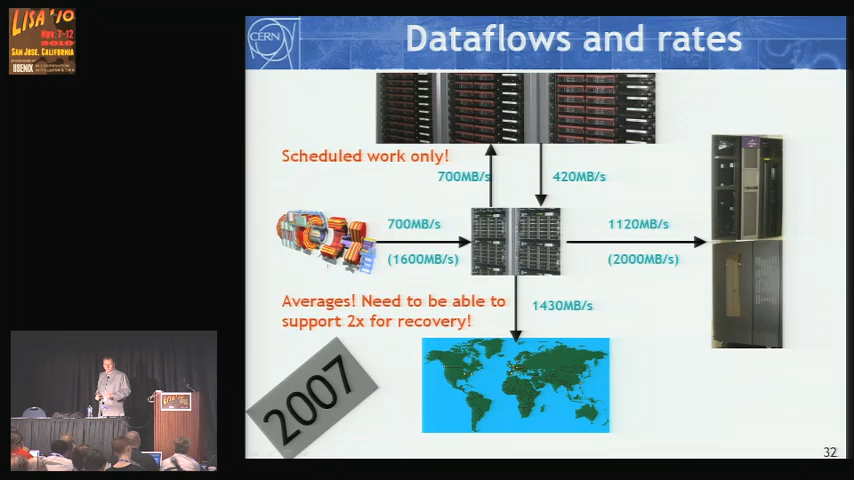 LISA '10
Nov. 7-12
2010
SAN JOSE, CALIFORNIA
USENIX
CERN
Dataflows and rates
Scheduled work only!
700MB/s
420MB/s
700MB/s
1120MB/s
(1600MB/s)
(2000MB/s)
Averages! Need to be able to
support 2x for recovery!
1430MB/s
2007
32